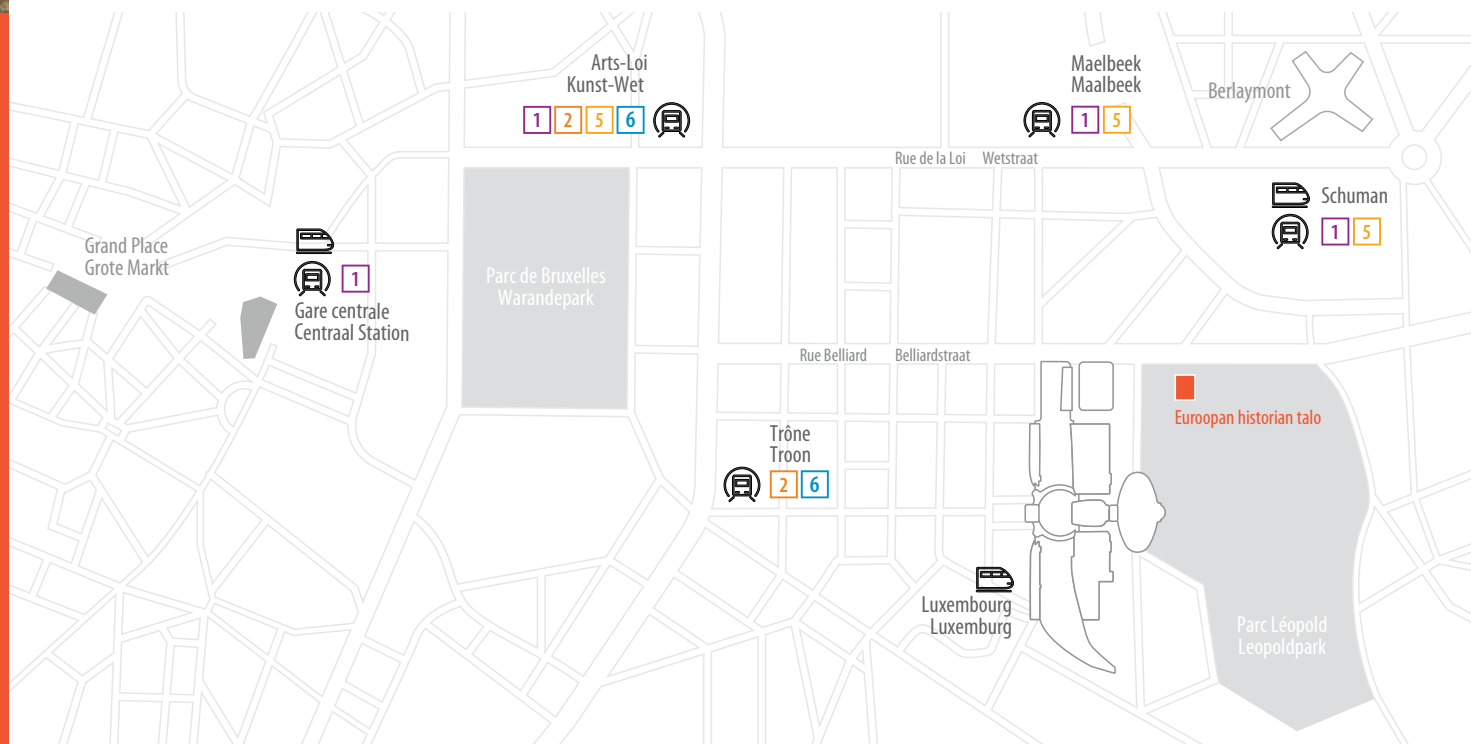 Arts-Loi
Kunst-Wet
1 2 5 6
Maelbeek
Maalbeek
1 5
Berlaymont
Rue de la Loi Wetstraat
Schuman
1 5
Grand Place
Grote Markt
1
Gare centrale
Centraal Station
Parc de Bruxelles
Warandepark
Rue Belliard Belliardstraat
Euroopan historian talo
Trône
Troon
2 6
Luxembourg
Luxemburg
Parc Léopold
Leopoldpark